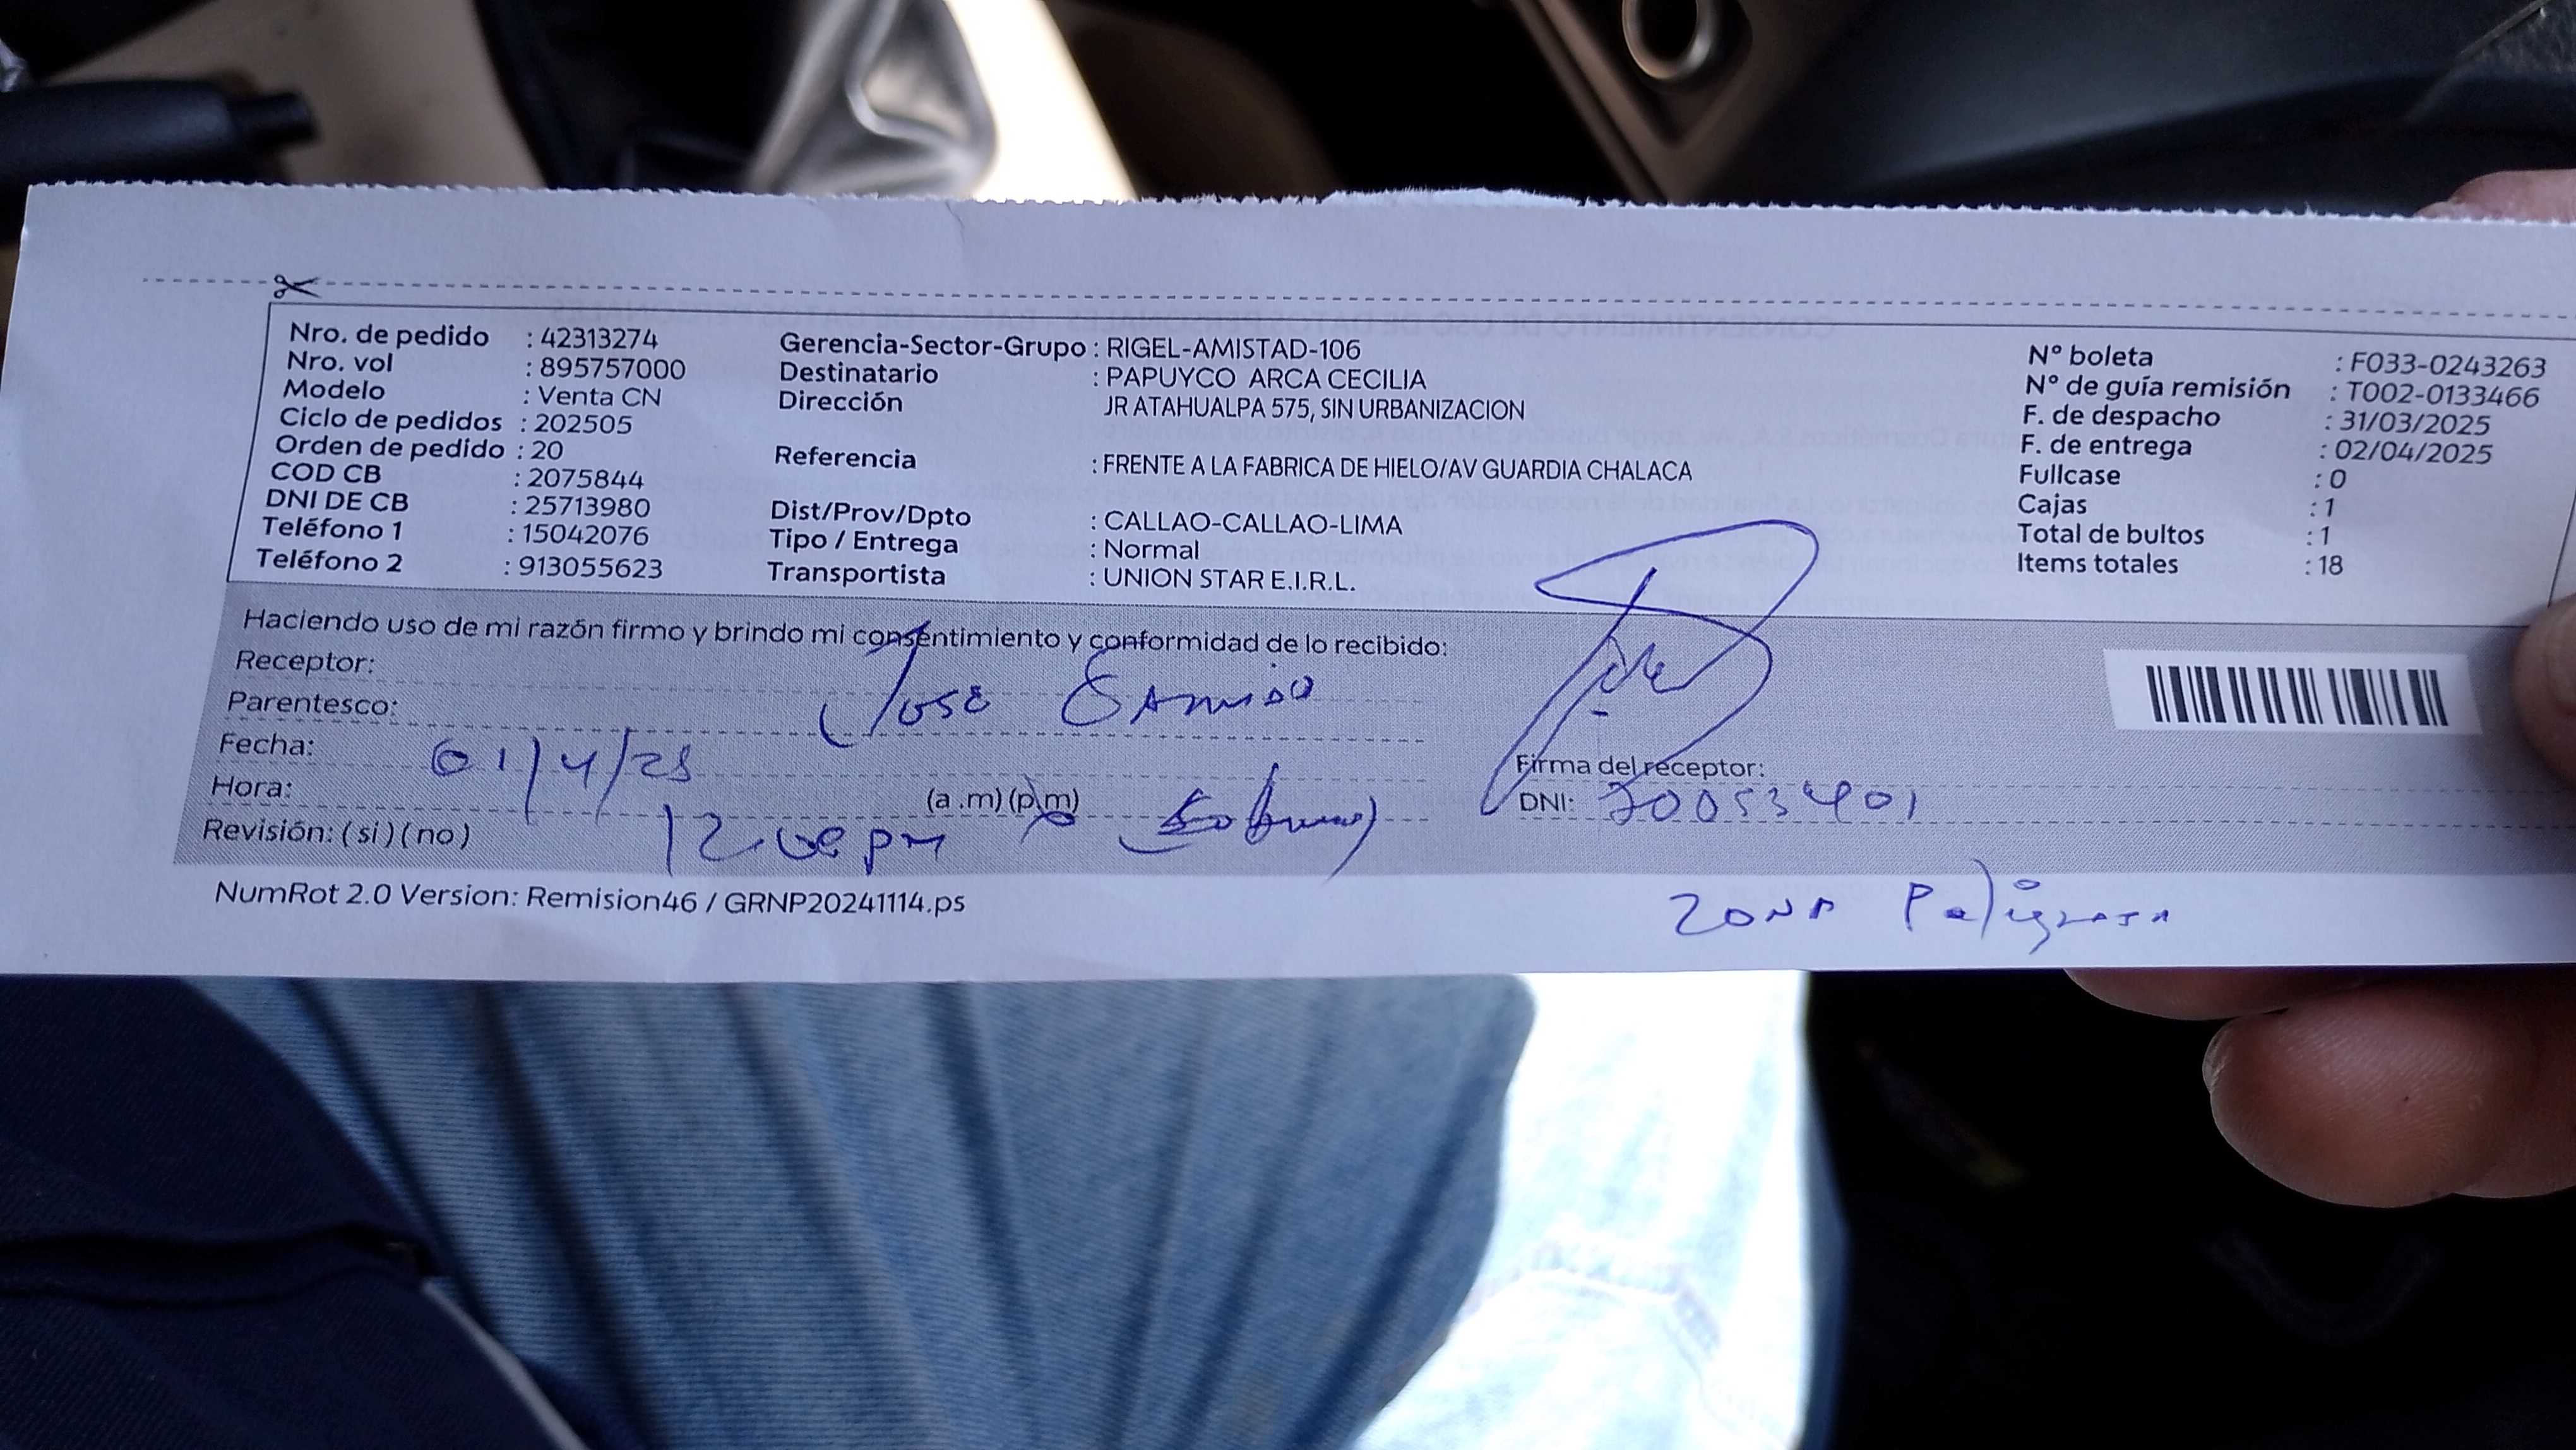 Nro. de pedido : 42313274
Nro. vol : 895757000
Modelo : Venta CN
Ciclo de pedidos : 202505
Orden de pedido : 20
COD CB : 2075844
DNI DE CB : 25713980
Teléfono 1 : 15042076
Teléfono 2 : 913055623
Gerencia-Sector-Grupo : RIGEL-AMISTAD-106
Destinatario : PAPUYCO ARCA CECILIA
Dirección JR ATAHUALPA 575, SIN URBANIZACION
Referencia : FRENTE A LA FABRICA DE HIELO/AV GUARDIA CHALACA
Dist/Prov/Dpto : CALLAO-CALLAO-LIMA
Tipo / Entrega : Normal
Transportista : UNION STAR E.I.R.L.
N° boleta : F033-0243263
N° de guía remisión : T002-0133466
F. de despacho : 31/03/2025
F. de entrega : 02/04/2025
Fullcase : 0
Cajas : 1
Total de bultos : 1
Items totales : 18
Haciendo uso de mi razón firmo y brindo mi consentimiento y conformidad de lo recibido:
Receptor: Jose
Parentesco:
Fecha: 01/4/25
Hora: (a .m) (p.m)
Revisión: ( si ) ( no ) 12.00 pm
Firma del receptor:
DNI: 70053401
NumRot 2.0 Version: Remision46 / GRNP20241114.ps
ZONA Peligrosa